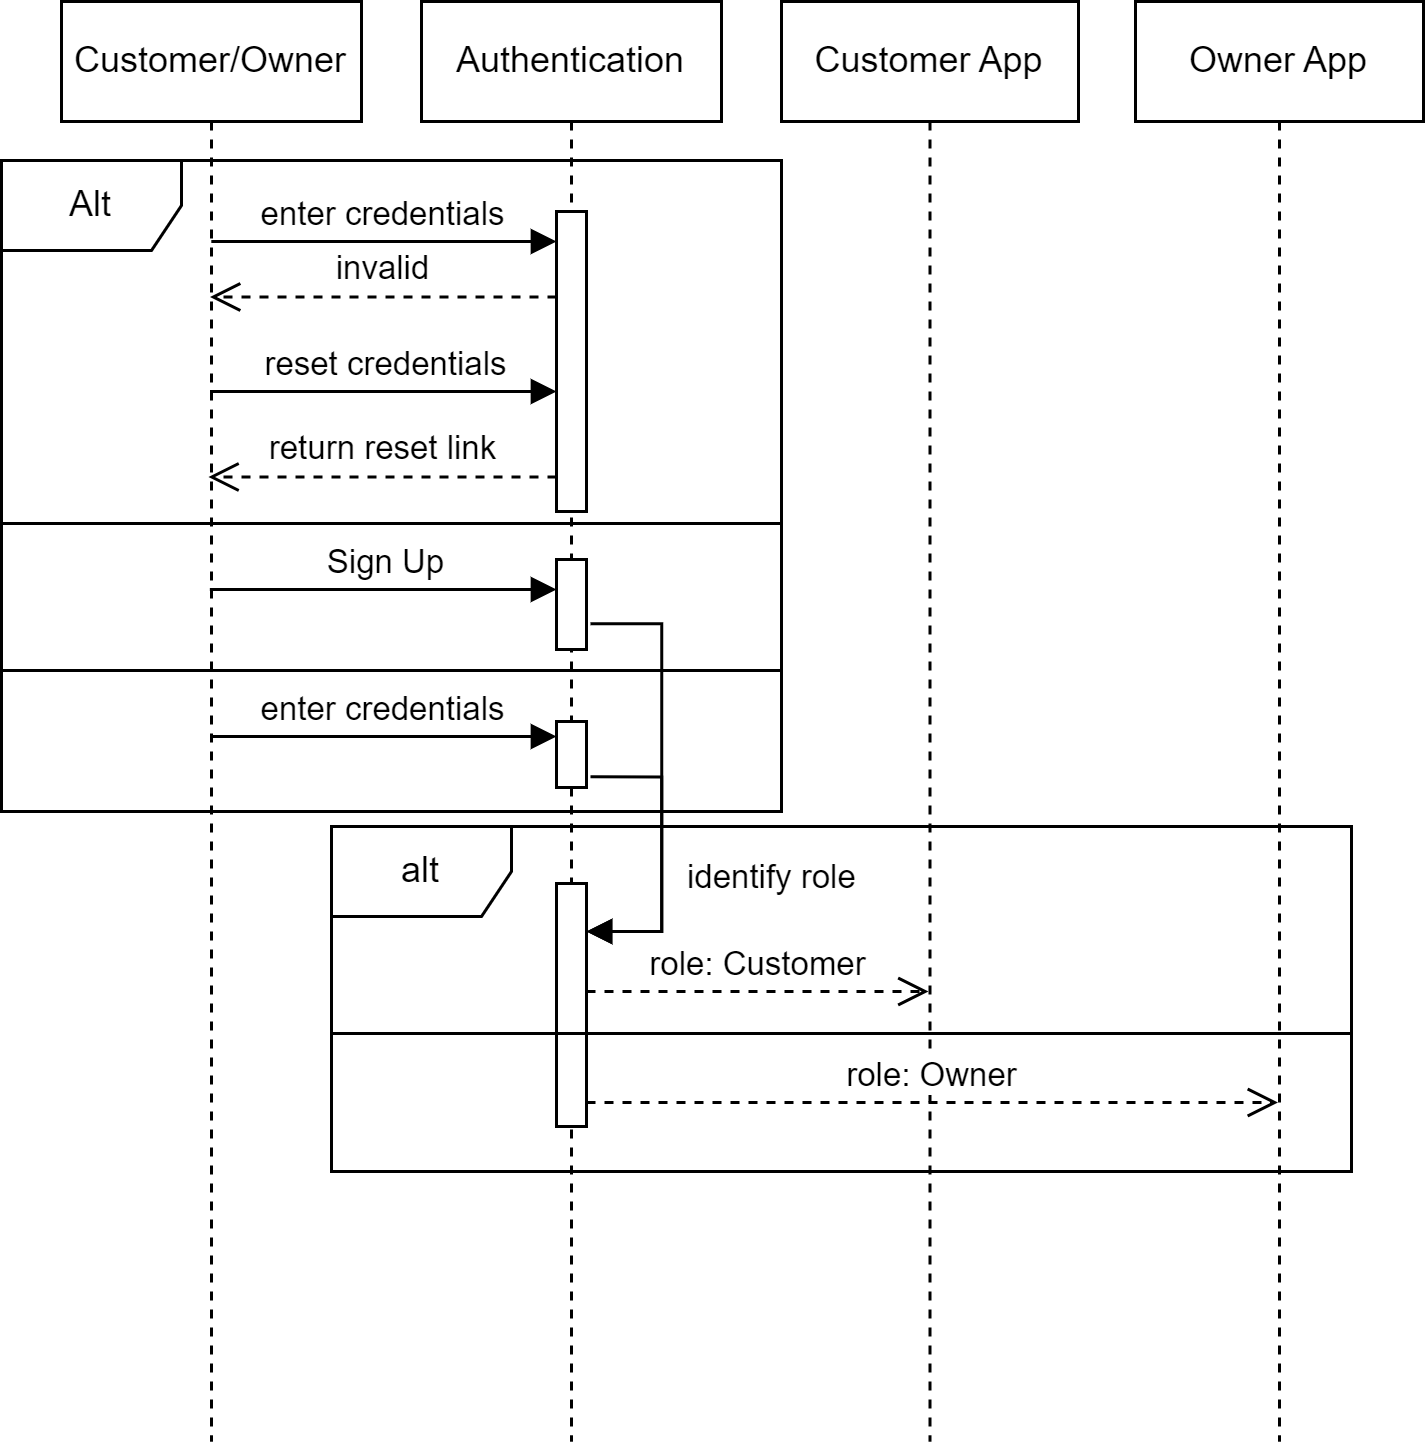 Customer/Owner
Authentication
Customer App
Owner App
Alt
enter credentials
invalid
reset credentials
return reset link
Sign Up
enter credentials
alt
identify role
role: Customer
role: Owner